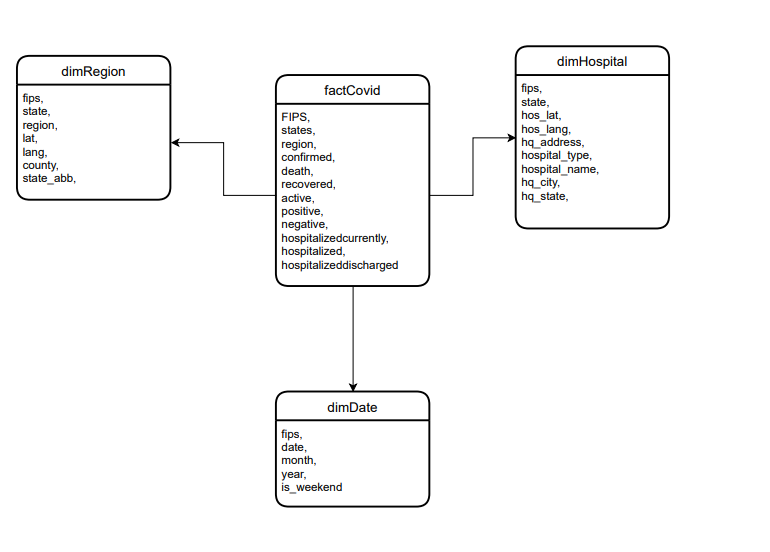 dimRegion
fips,
state,
region,
lat,
lang,
county,
state_abb,
factCovid
FIPS,
states,
region,
confirmed,
death,
recovered,
active,
positive,
negative,
hospitalizedcurrently,
hospitalized,
hospitalizeddischarged
dimHospital
fips,
state,
hos_lat,
hos_lang,
hq_address,
hospital_type,
hospital_name,
hq_city,
hq_state,
dimDate
fips,
date,
month,
year,
is_weekend